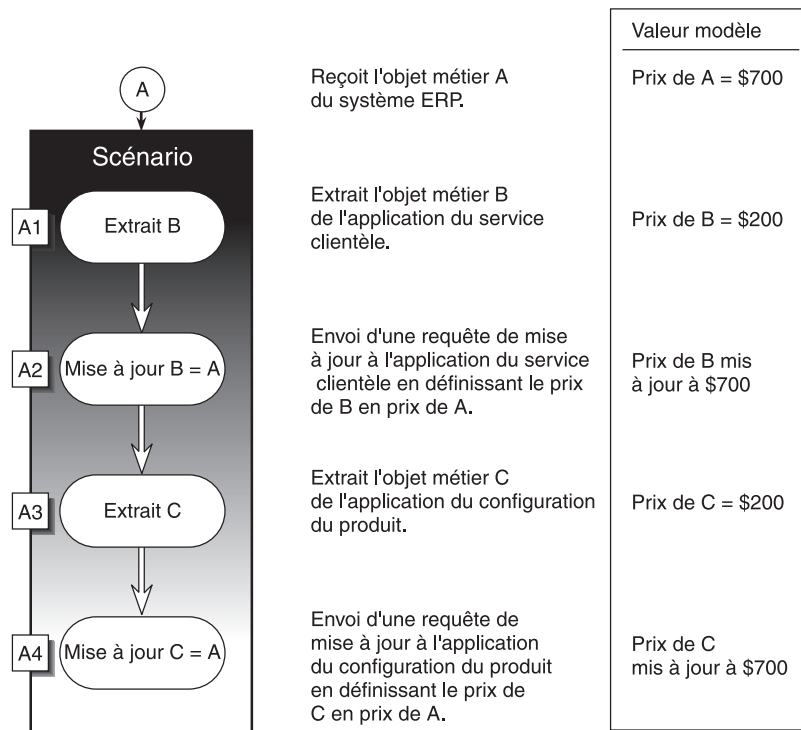 Valeur modèle
A
Reçoit l'objet métier A
du système ERP.
Prix de A = $700
Scénario
A1
Extrait B
Extrait l'objet métier B
de l'application du service
clientèle.
Prix de B = $200
A2
Mise à jour B = A
Envoi d'une requête de mise
à jour à l'application du service
clientèle en définissant le prix
de B en prix de A.
Prix de B mis
à jour à $700
A3
Extrait C
Extrait l'objet métier C
de l'application du configuration
du produit.
Prix de C = $200
A4
Mise à jour C = A
Envoi d'une requête de
mise à jour à l'application
du configuration du produit
en définissant le prix de
C en prix de A.
Prix de C
mis à jour à $700